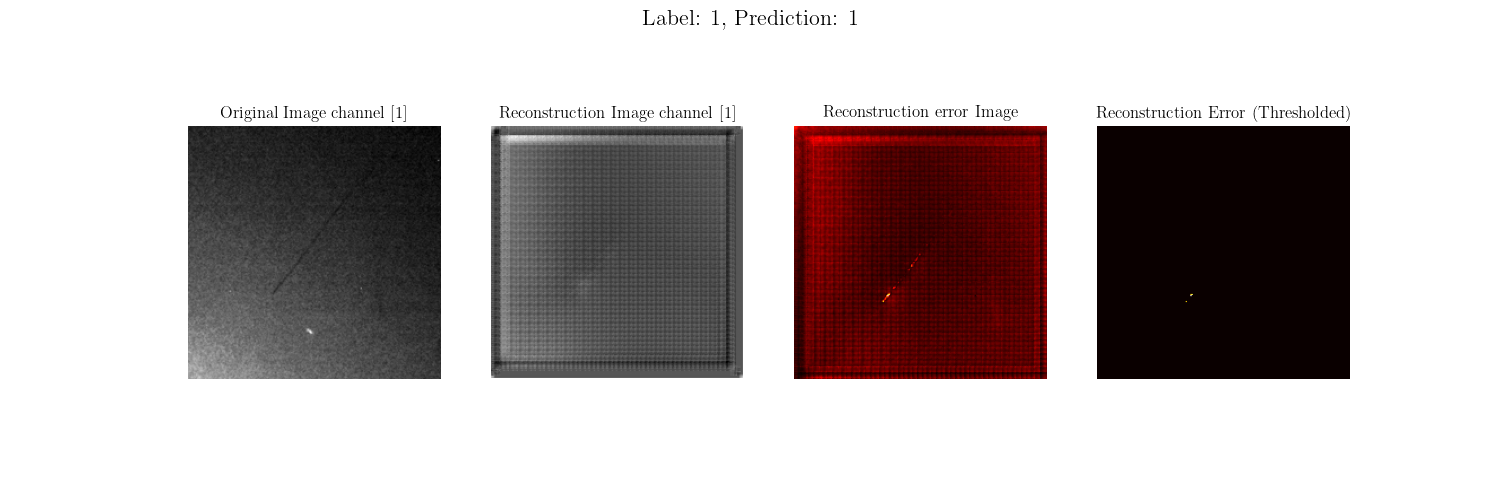 Label: 1, Prediction: 1
Original Image channel [1]
Reconstruction Image channel [1]
Reconstruction error Image
Reconstruction Error (Thresholded)